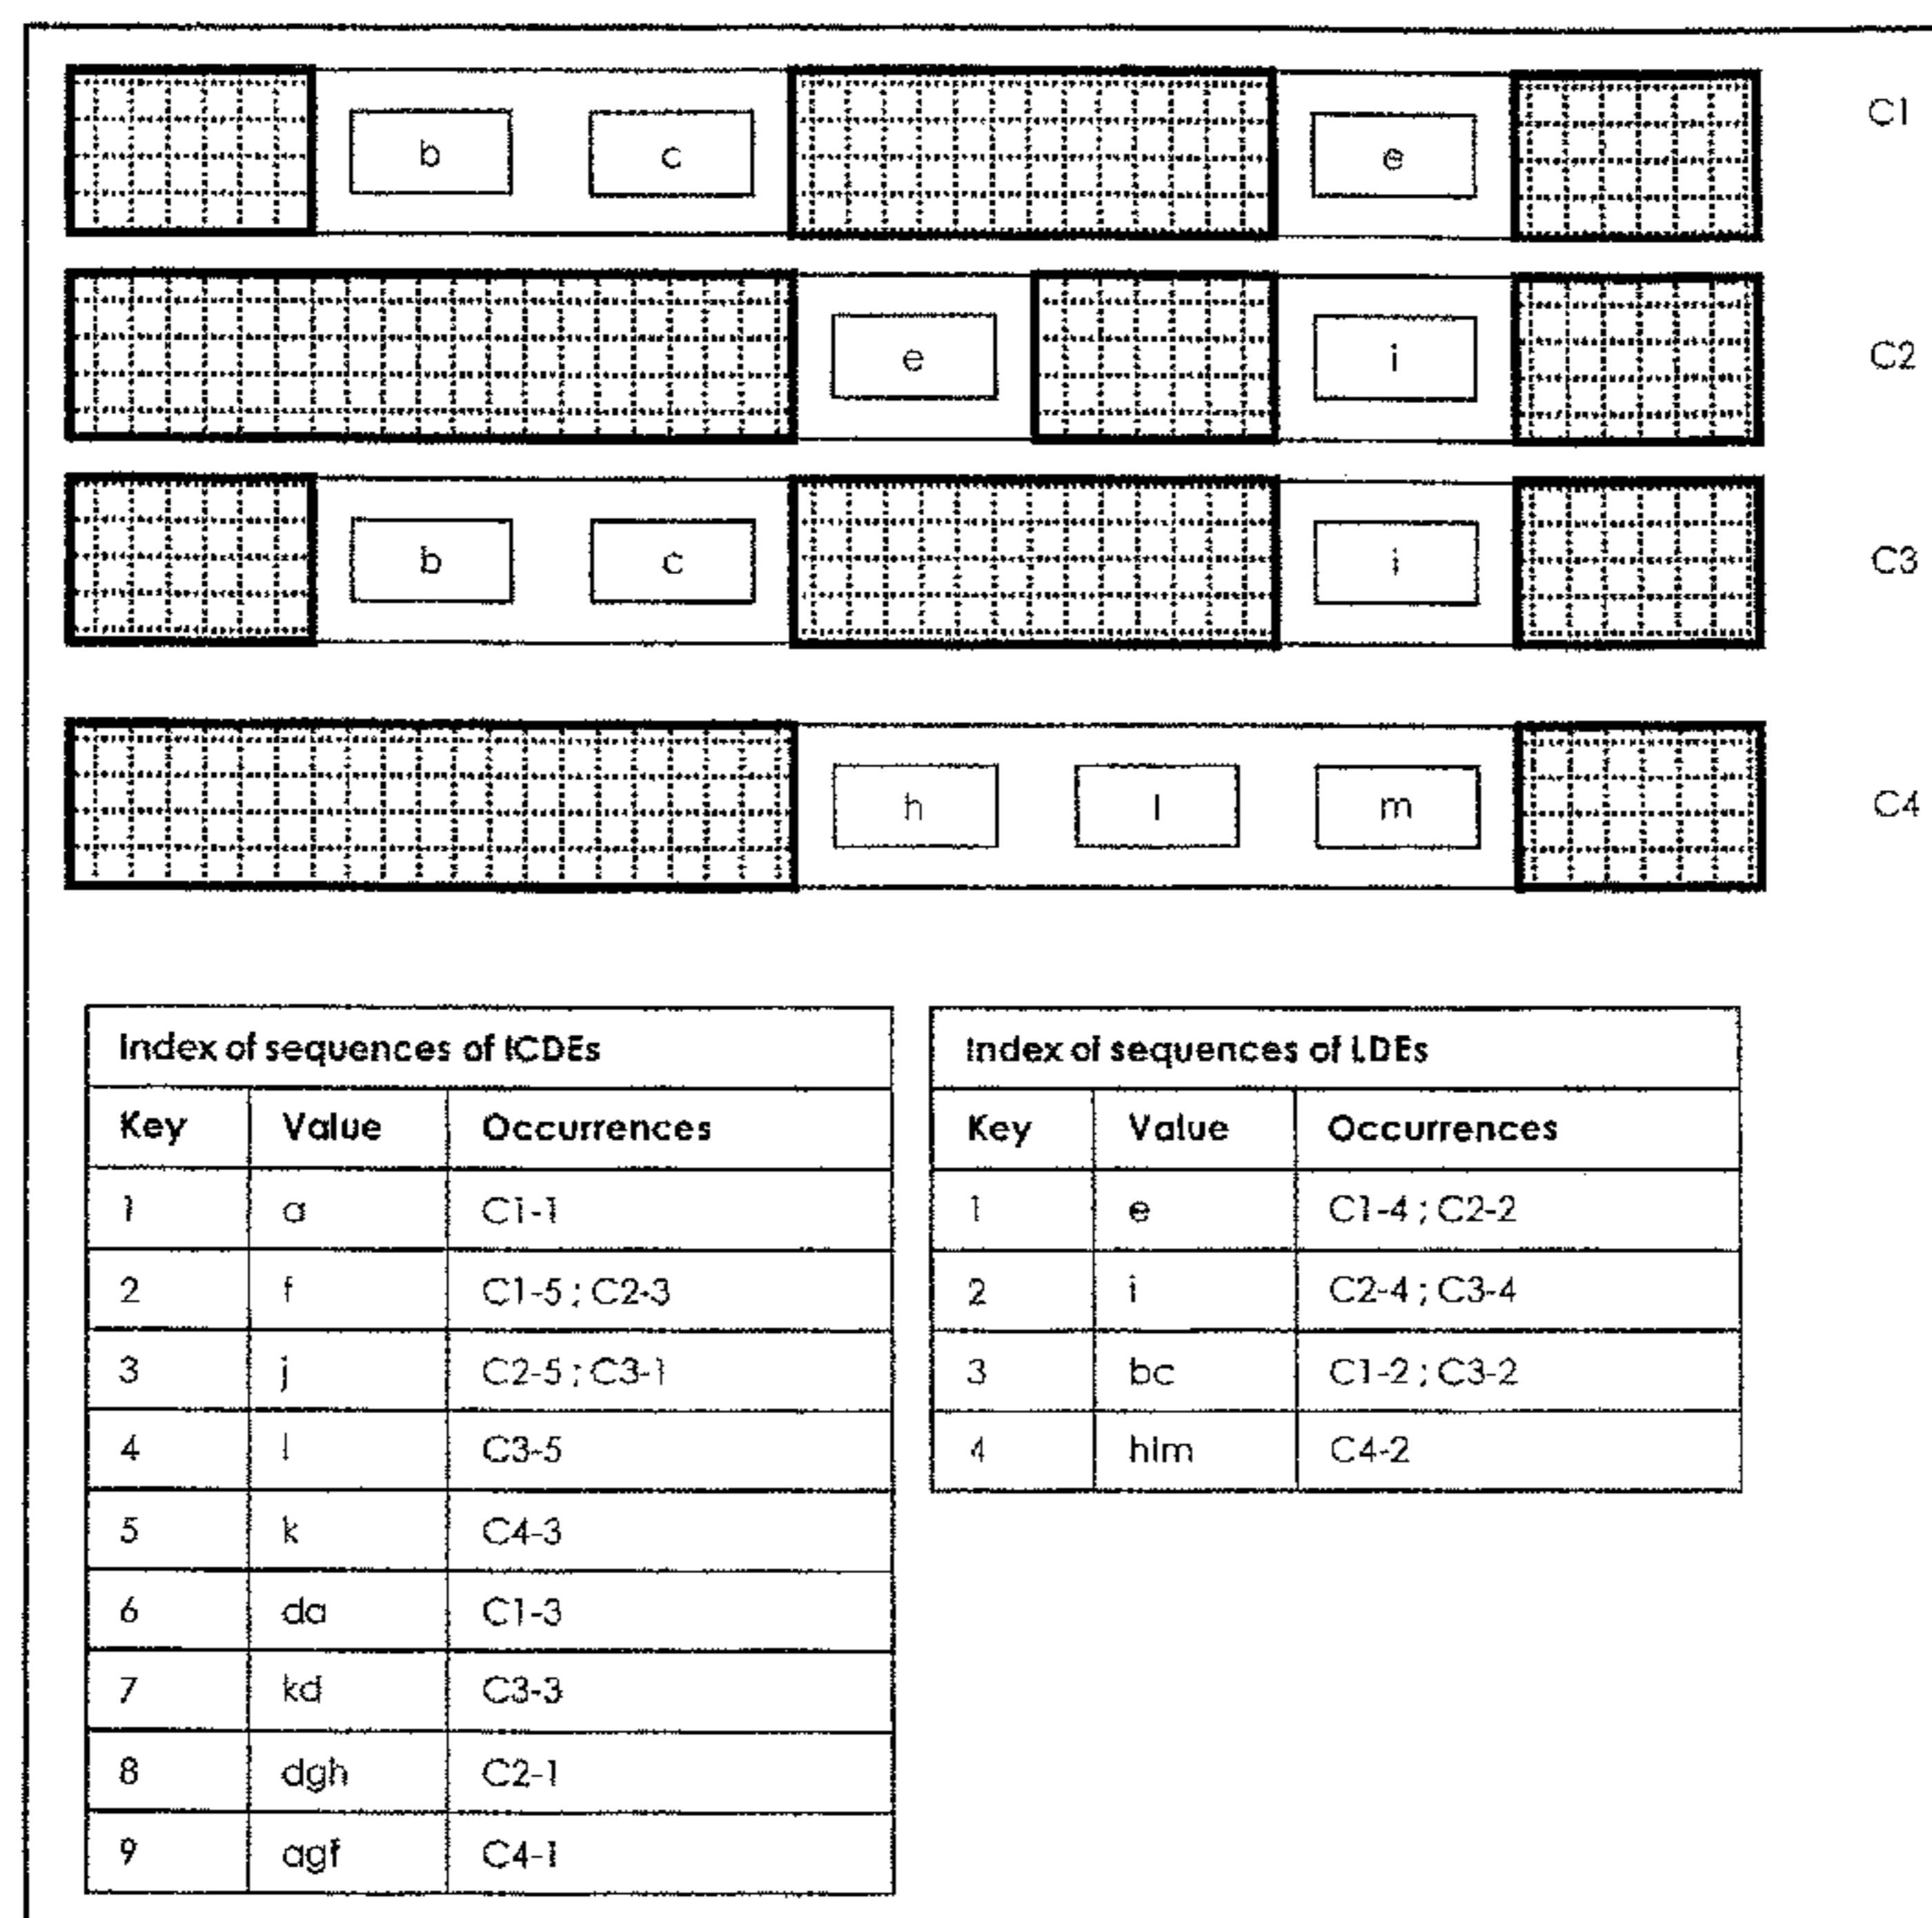 b c e C1
e i C2
b c i C3
h l m C4
Index of sequences of ICDEs
Key Value Occurrences
1 a C1-1
2 f C1-5 ; C2-3
3 j C2-5 ; C3-1
4 l C3-5
5 k C4-3
6 da C1-3
7 kd C3-3
8 dgh C2-1
9 agf C4-1
Index of sequences of LDEs
Key Value Occurrences
1 e C1-4 ; C2-2
2 i C2-4 ; C3-4
3 bc C1-2 ; C3-2
4 hlm C4-2